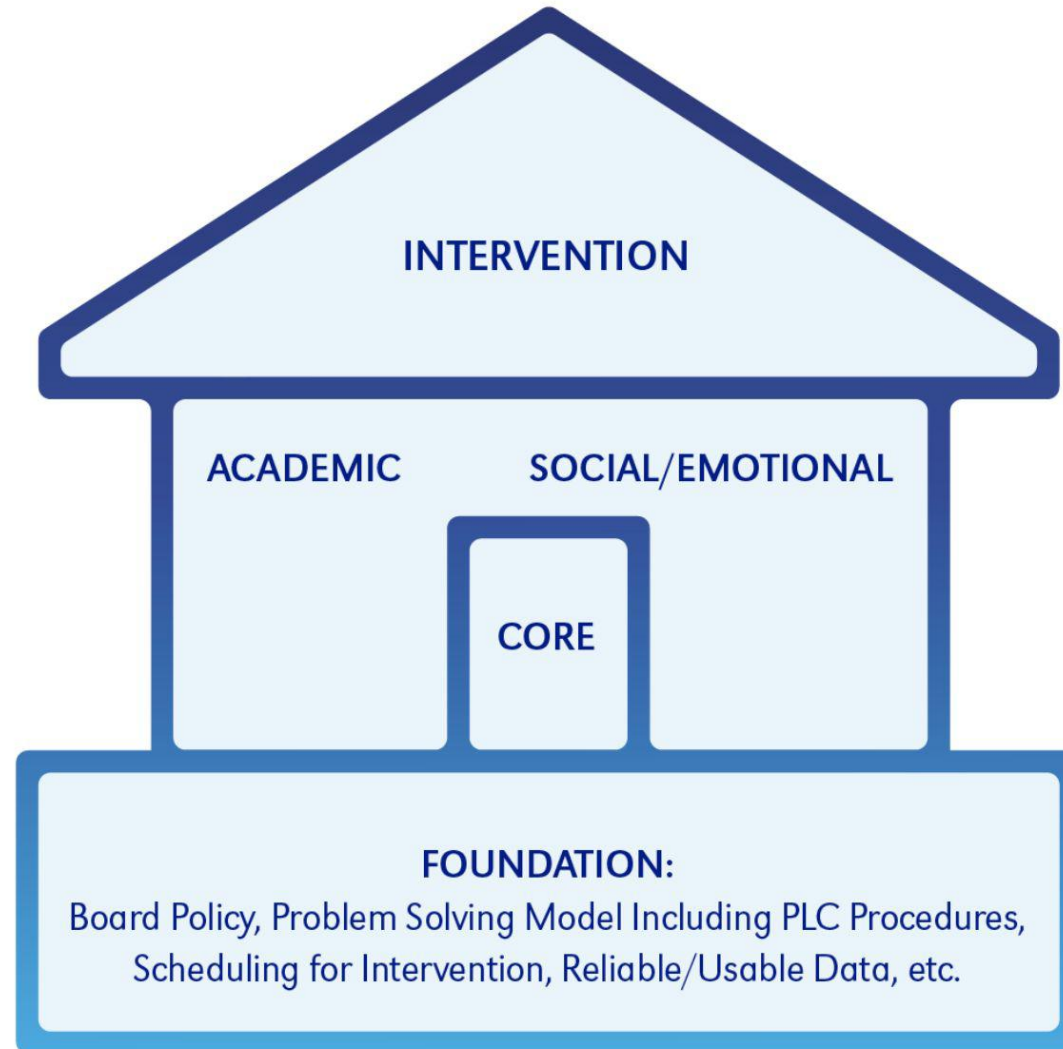 INTERVENTION
ACADEMIC
SOCIAL/EMOTIONAL
CORE
FOUNDATION:
Board Policy, Problem Solving Model Including PLC Procedures,
Scheduling for Intervention, Reliable/Usable Data, etc.